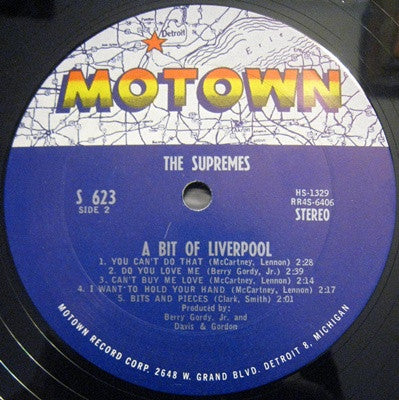 Detroit
Erie
MOTOWN
THE SUPREMES
S 623
SIDE 2
HS-1329
RR4S-6406
STEREO
A BIT OF LIVERPOOL
1. YOU CAN'T DO THAT (McCartney, Lennon) 2:28
2. DO YOU LOVE ME (Berry Gordy, Jr.) 2:39
3. CAN'T BUY ME LOVE (McCartney, Lennon) 2:14
4. I WANT TO HOLD YOUR HAND (McCartney, Lennon) 2:17
5. BITS AND PIECES (Clark, Smith) 2:01
Produced by:
Berry Gordy, Jr. and
Davis & Gordon
MOTOWN RECORD CORP. 2648 W. GRAND BLVD. DETROIT 8, MICHIGAN